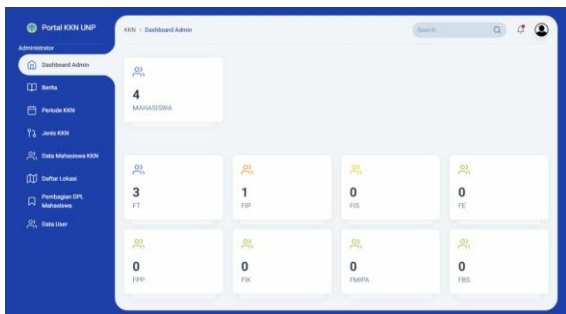 Portal KKN UNP
KKN › Dashboard Admin
Search...
Administrator
Dashboard Admin
Berita
Periode KKN
Jenis KKN
Data Mahasiswa KKN
Daftar Lokasi
Pembagian DPL
Mahasiswa
Data User
4
MAHASISWA
3
FT
1
FIP
0
FIS
0
FE
0
FPP
0
FIK
0
FMIPA
0
FBS